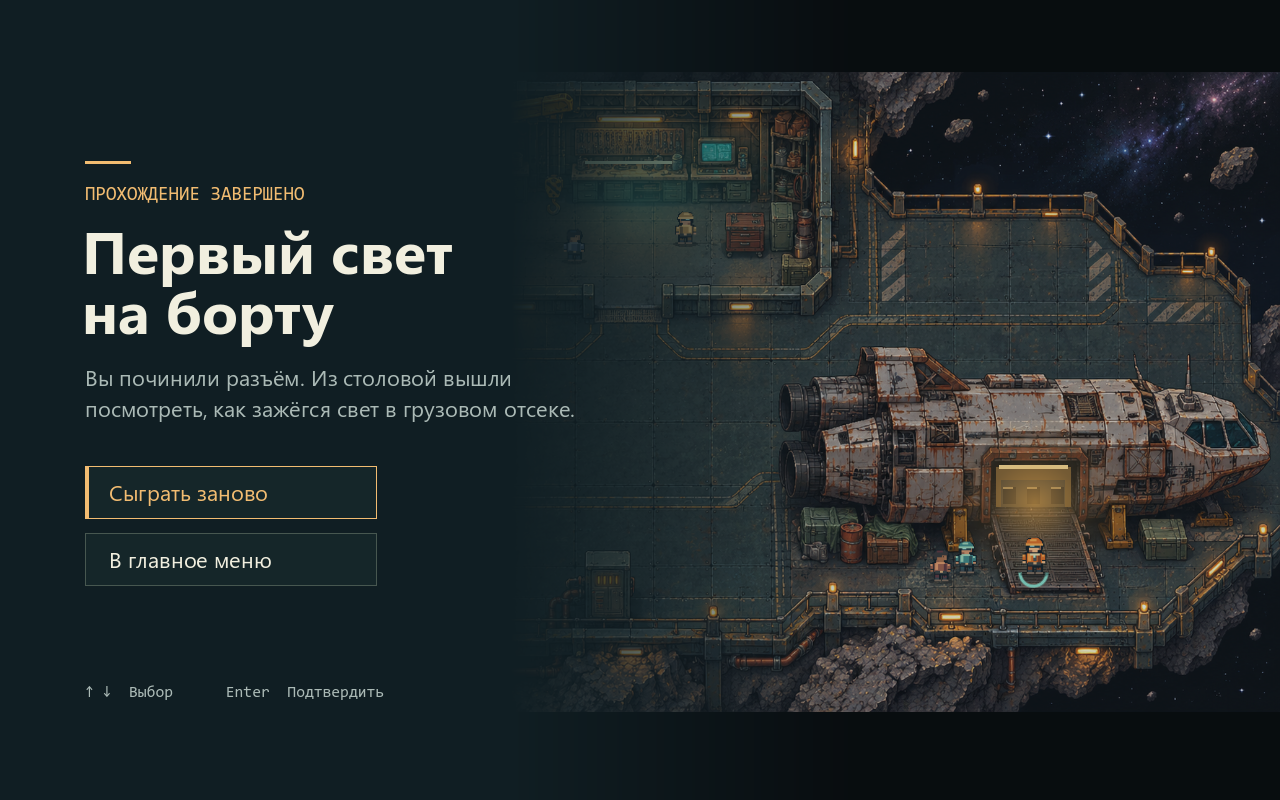 ПРОХОЖДЕНИЕ ЗАВЕРШЕНО
Первый свет
на борту
Вы починили разъём. Из столовой вышли
посмотреть, как зажёгся свет в грузовом отсеке.
Сыграть заново
В главное меню
↑ ↓ Выбор Enter Подтвердить